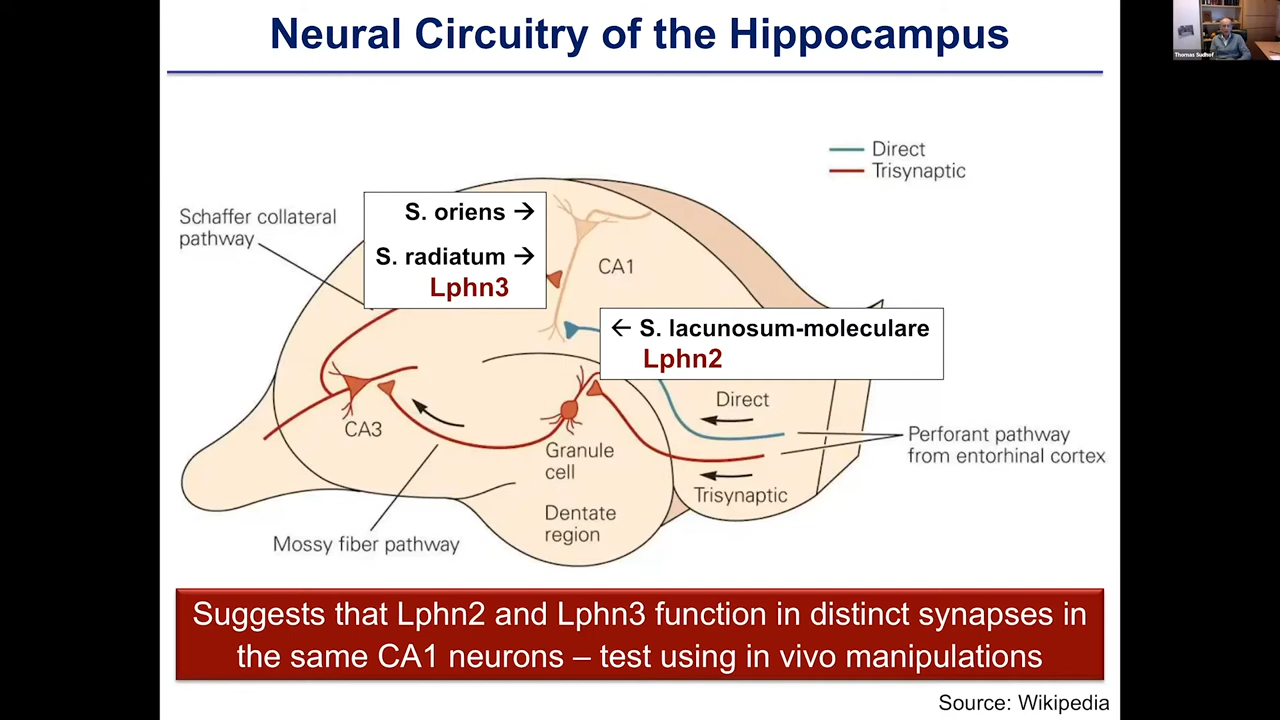 Neural Circuitry of the Hippocampus
Thomas Sudhof
Direct
Trisynaptic
Schaffer collateral
pathway
S. oriens →
S. radiatum →
Lphn3
CA1
← S. lacunosum-moleculare
Lphn2
Direct
CA3
Perforant pathway
from entorhinal cortex
Granule
cell
Trisynaptic
Dentate
region
Mossy fiber pathway
Suggests that Lphn2 and Lphn3 function in distinct synapses in
the same CA1 neurons – test using in vivo manipulations
Source: Wikipedia